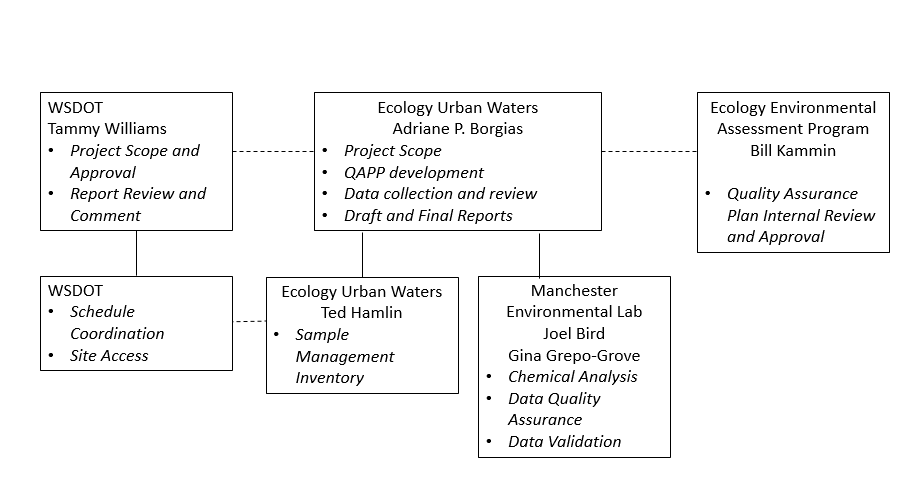 WSDOT
Tammy Williams
• Project Scope and
Approval
• Report Review and
Comment
Ecology Urban Waters
Adriane P. Borgias
• Project Scope
• QAPP development
• Data collection and review
• Draft and Final Reports
Ecology Environmental
Assessment Program
Bill Kammin
• Quality Assurance
Plan Internal Review
and Approval
WSDOT
• Schedule
Coordination
• Site Access
Ecology Urban Waters
Ted Hamlin
• Sample
Management
Inventory
Manchester
Environmental Lab
Joel Bird
Gina Grepo-Grove
• Chemical Analysis
• Data Quality
Assurance
• Data Validation